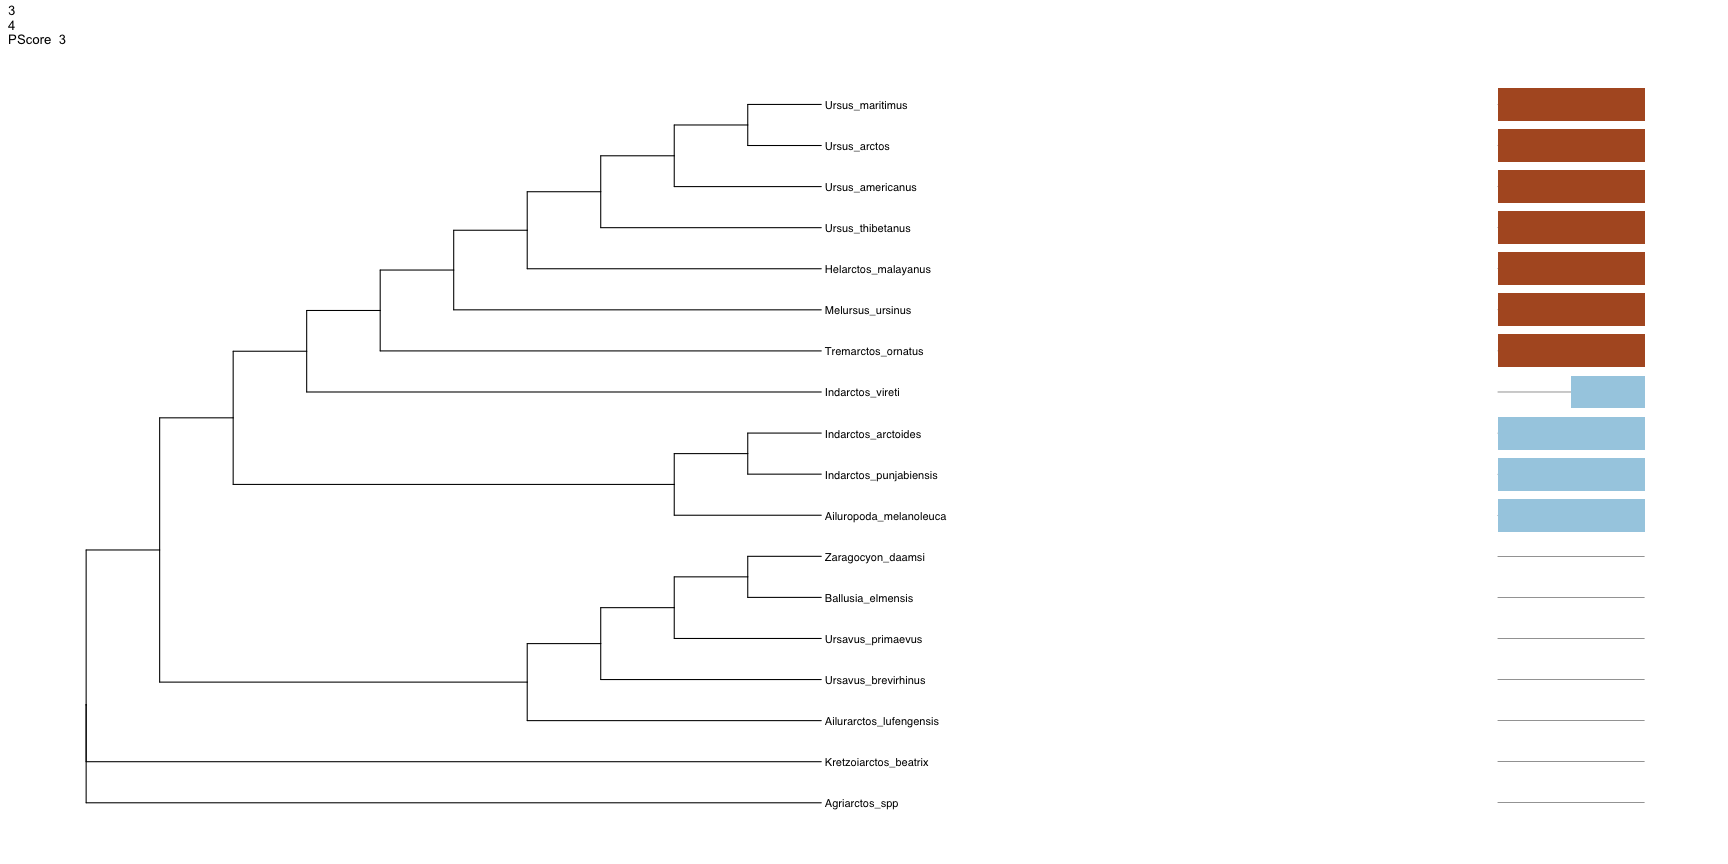 3
4
PScore 3
Ursus_maritimus
Ursus_arctos
Ursus_americanus
Ursus_thibetanus
Helarctos_malayanus
Melursus_ursinus
Tremarctos_ornatus
Indarctos_vireti
Indarctos_arctoides
Indarctos_punjabiensis
Ailuropoda_melanoleuca
Zaragocyon_daamsi
Ballusia_elmensis
Ursavus_primaevus
Ursavus_brevirhinus
Ailurarctos_lufengensis
Kretzoiarctos_beatrix
Agriarctos_spp